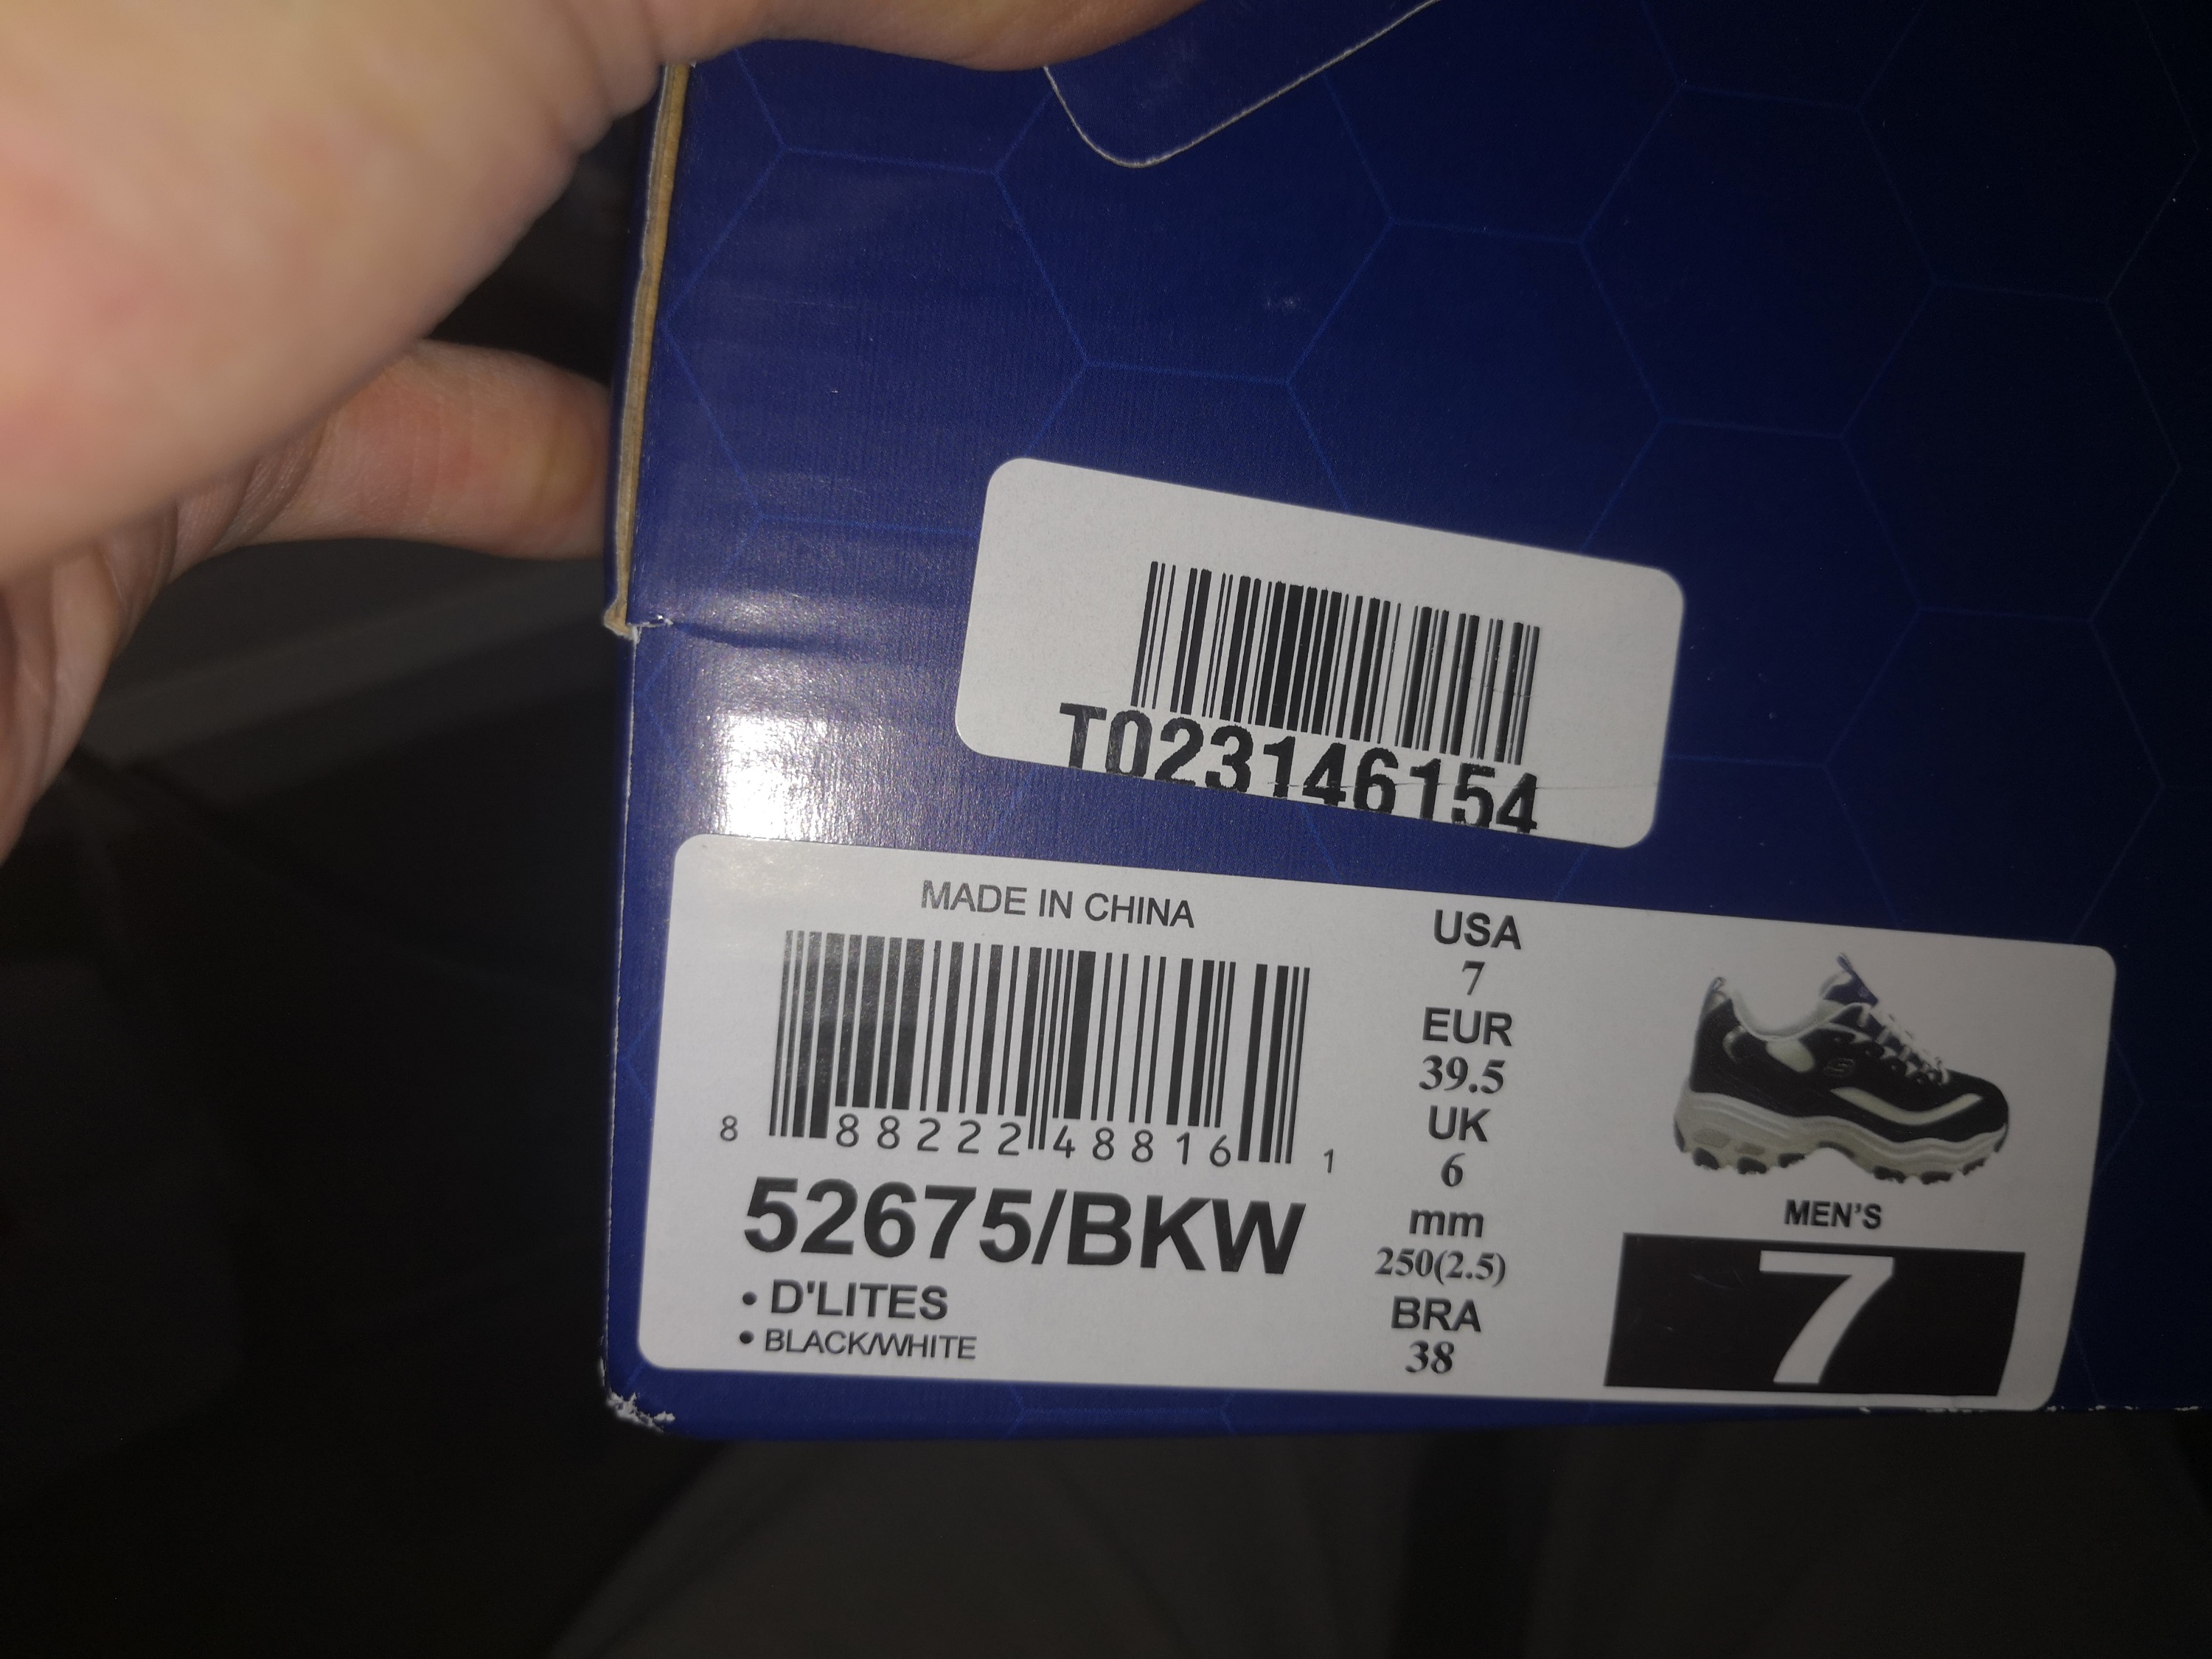 T023146154
MADE IN CHINA
8 88222 48816 1
52675/BKW
• D'LITES
• BLACK/WHITE
USA
7
EUR
39.5
UK
6
mm
250(2.5)
BRA
38
MEN'S
7